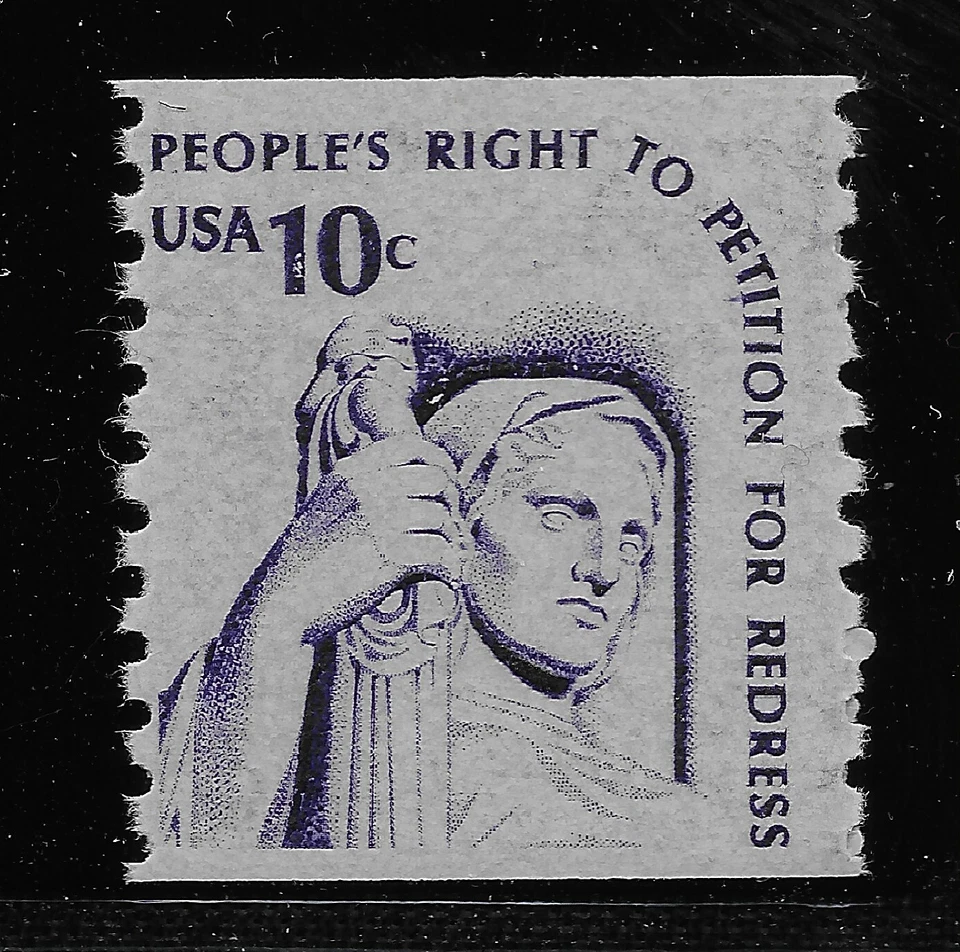 PEOPLE'S RIGHT TO PETITION FOR REDRESS
USA 10c